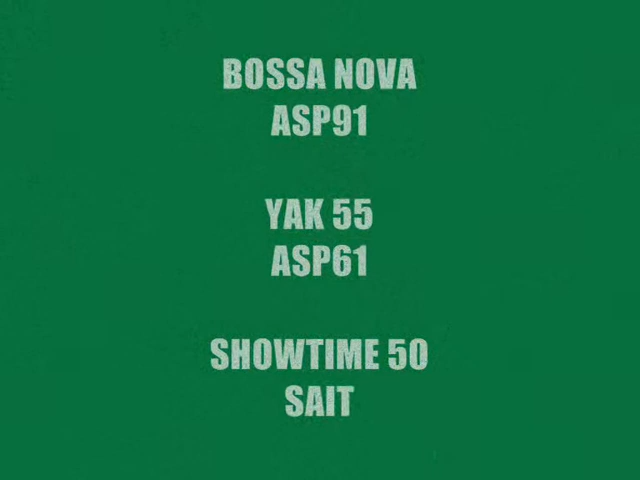 BOSSA NOVA
ASP91
YAK 55
ASP61
SHOWTIME 50
SAIT